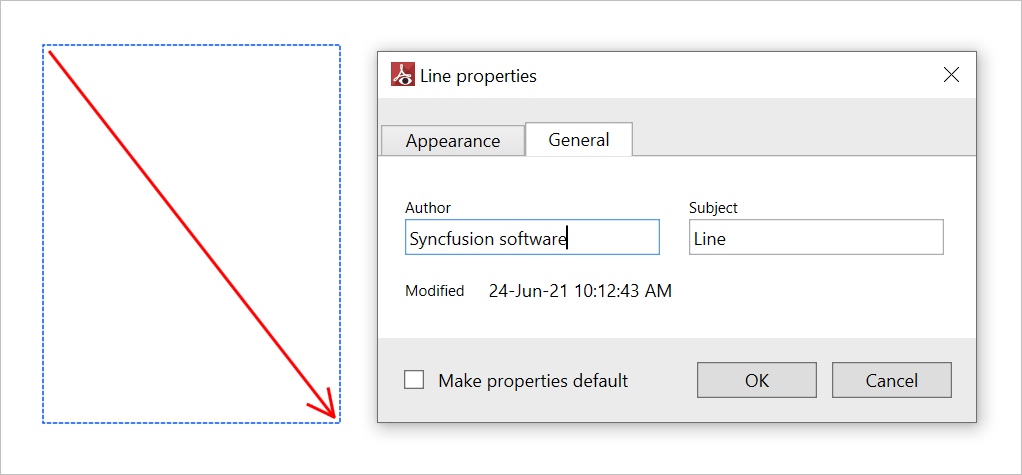 Line properties
Appearance General
Author Subject
Syncfusion software Line
Modified 24-Jun-21 10:12:43 AM
Make properties default OK Cancel